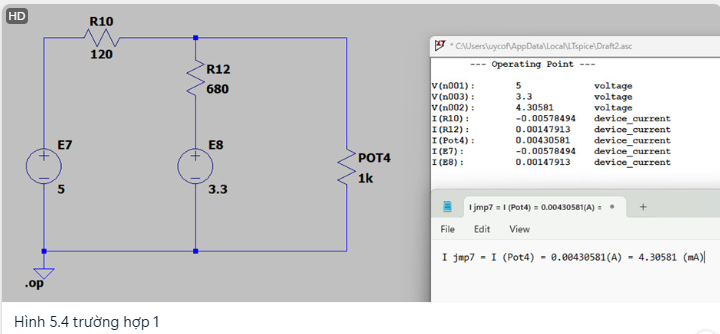 HD
R10
120
R12
680
E7
5
E8
3.3
POT4
1k
.op
* C:\Users\uycof\AppData\Local\LTspice\Draft2.asc
--- Operating Point ---
V(n001): 5 voltage
V(n003): 3.3 voltage
V(n002): 4.30581 voltage
I(R10): -0.00578494 device_current
I(R12): 0.00147913 device_current
I(Pot4): 0.00430581 device_current
I(E7): -0.00578494 device_current
I(E8): 0.00147913 device_current
I jmp7 = I (Pot4) = 0.00430581(A) =
File Edit View
I jmp7 = I (Pot4) = 0.00430581(A) = 4.30581 (mA)
Hình 5.4 trường hợp 1